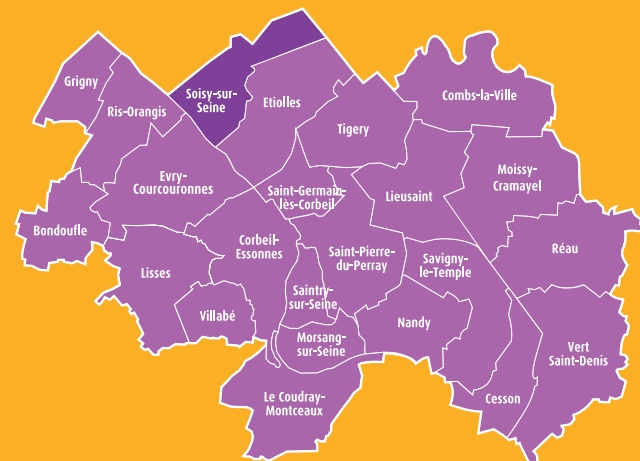 Grigny
Ris-Orangis
Soisy-sur-
Seine
Etiolles
Tigery
Combs-la-Ville
Evry-
Courcouronnes
Saint-Germain-
lès-Corbeil
Lieusaint
Moissy-
Cramayel
Bondoufle
Lisses
Corbeil-
Essonnes
Saint-Pierre-
du-Perray
Savigny-
le-Temple
Réau
Villabé
Saintry-
sur-Seine
Morsang-
sur-Seine
Nandy
Vert
Saint-Denis
Le Coudray-
Montceaux
Cesson